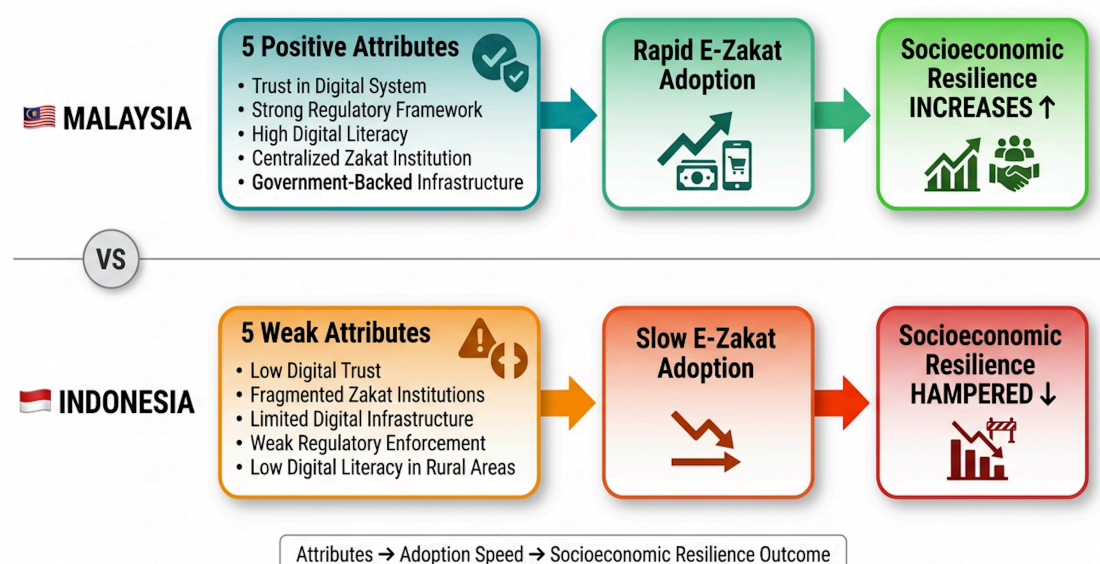 MALAYSIA
5 Positive Attributes
• Trust in Digital System
• Strong Regulatory Framework
• High Digital Literacy
• Centralized Zakat Institution
• Government-Backed Infrastructure
Rapid E-Zakat
Adoption
Socioeconomic
Resilience
INCREASES ↑
VS
INDONESIA
5 Weak Attributes
• Low Digital Trust
• Fragmented Zakat Institutions
• Limited Digital Infrastructure
• Weak Regulatory Enforcement
• Low Digital Literacy in Rural Areas
Slow E-Zakat
Adoption
Socioeconomic
Resilience
HAMPERED ↓
Attributes → Adoption Speed → Socioeconomic Resilience Outcome